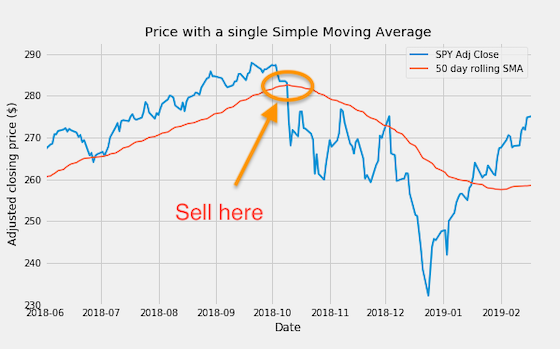 Price with a single Simple Moving Average
SPY Adj Close
50 day rolling SMA
290
280
270
260
250
240
230
Adjusted closing price ($)
Sell here
2018-06
2018-07
2018-08
2018-09
2018-10
2018-11
2018-12
2019-01
2019-02
Date